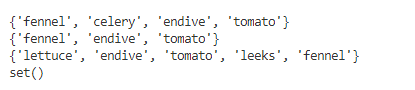 {'fennel', 'celery', 'endive', 'tomato'}
{'fennel', 'endive', 'tomato'}
{'lettuce', 'endive', 'tomato', 'leeks', 'fennel'}
set()